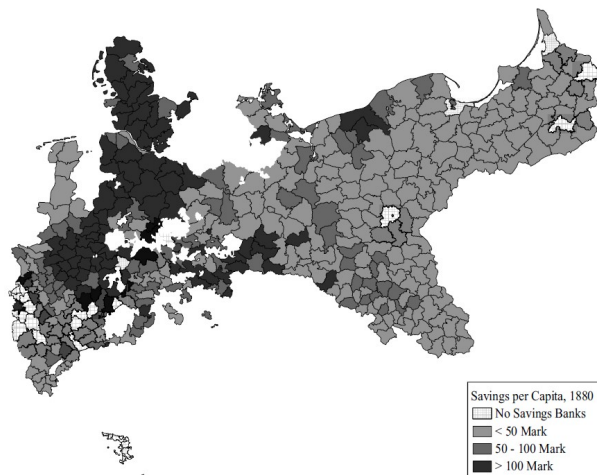 Savings per Capita, 1880
No Savings Banks
< 50 Mark
50 - 100 Mark
> 100 Mark